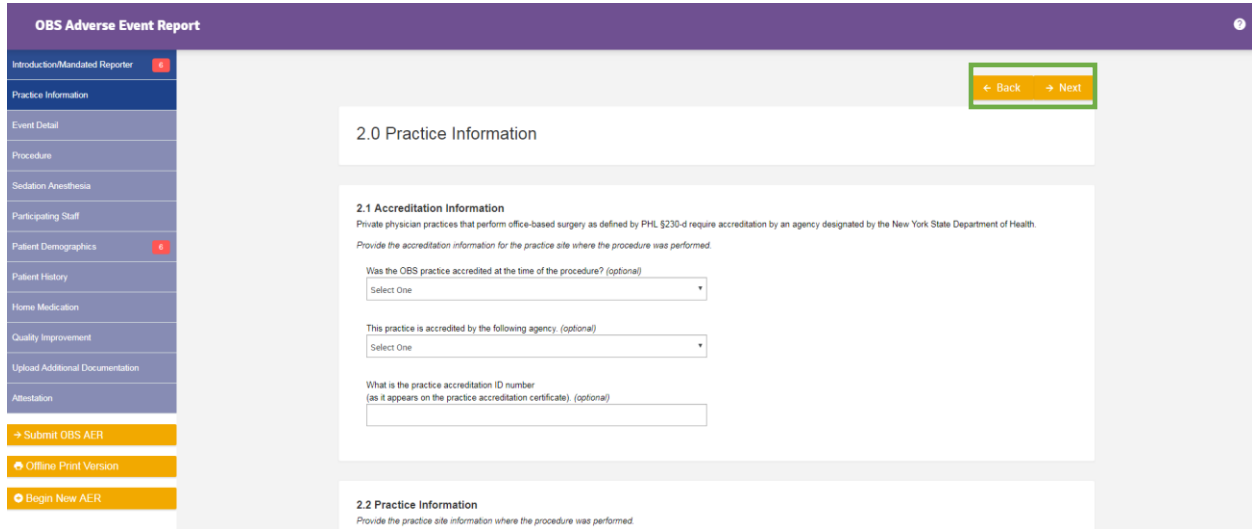 OBS Adverse Event Report
?
Introduction/Mandated Reporter 6
Practice Information
Event Detail
Procedure
Sedation Anesthesia
Participating Staff
Patient Demographics 6
Patient History
Home Medication
Quality Improvement
Upload Additional Documentation
Attestation
→ Submit OBS AER
Offline Print Version
Begin New AER
← Back → Next
2.0 Practice Information
2.1 Accreditation Information
Private physician practices that perform office-based surgery as defined by PHL §230-d require accreditation by an agency designated by the New York State Department of Health.
Provide the accreditation information for the practice site where the procedure was performed.
Was the OBS practice accredited at the time of the procedure? (optional)
Select One
This practice is accredited by the following agency. (optional)
Select One
What is the practice accreditation ID number
(as it appears on the practice accreditation certificate). (optional)
2.2 Practice Information
Provide the practice site information where the procedure was performed.